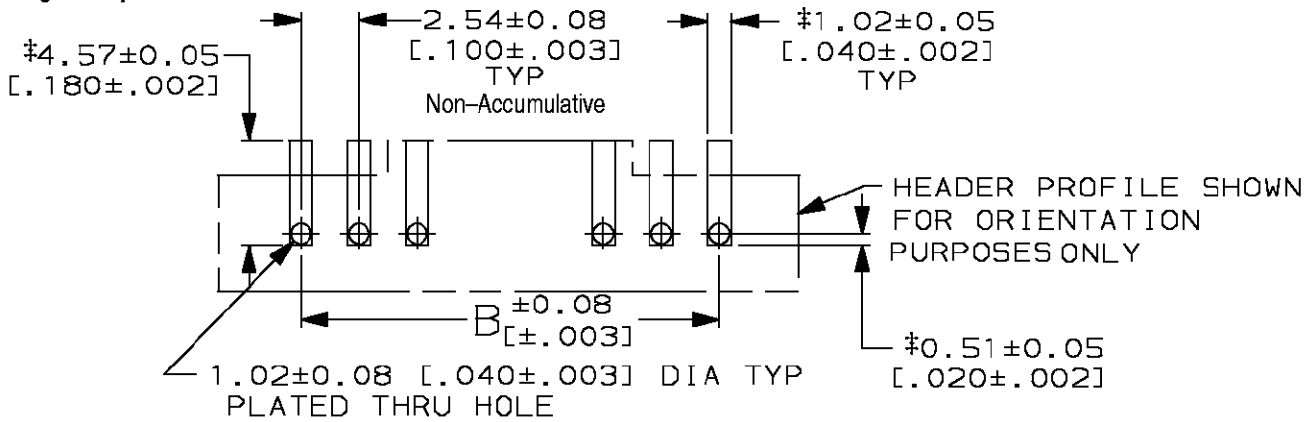 2.54±0.08
[.100±.003]
TYP
Non–Accumulative
‡1.02±0.05
[.040±.002]
TYP
‡4.57±0.05
[.180±.002]
HEADER PROFILE SHOWN
FOR ORIENTATION
PURPOSES ONLY
B ±0.08
[±.003]
‡0.51±0.05
[.020±.002]
1.02±0.08 [.040±.003] DIA TYP
PLATED THRU HOLE